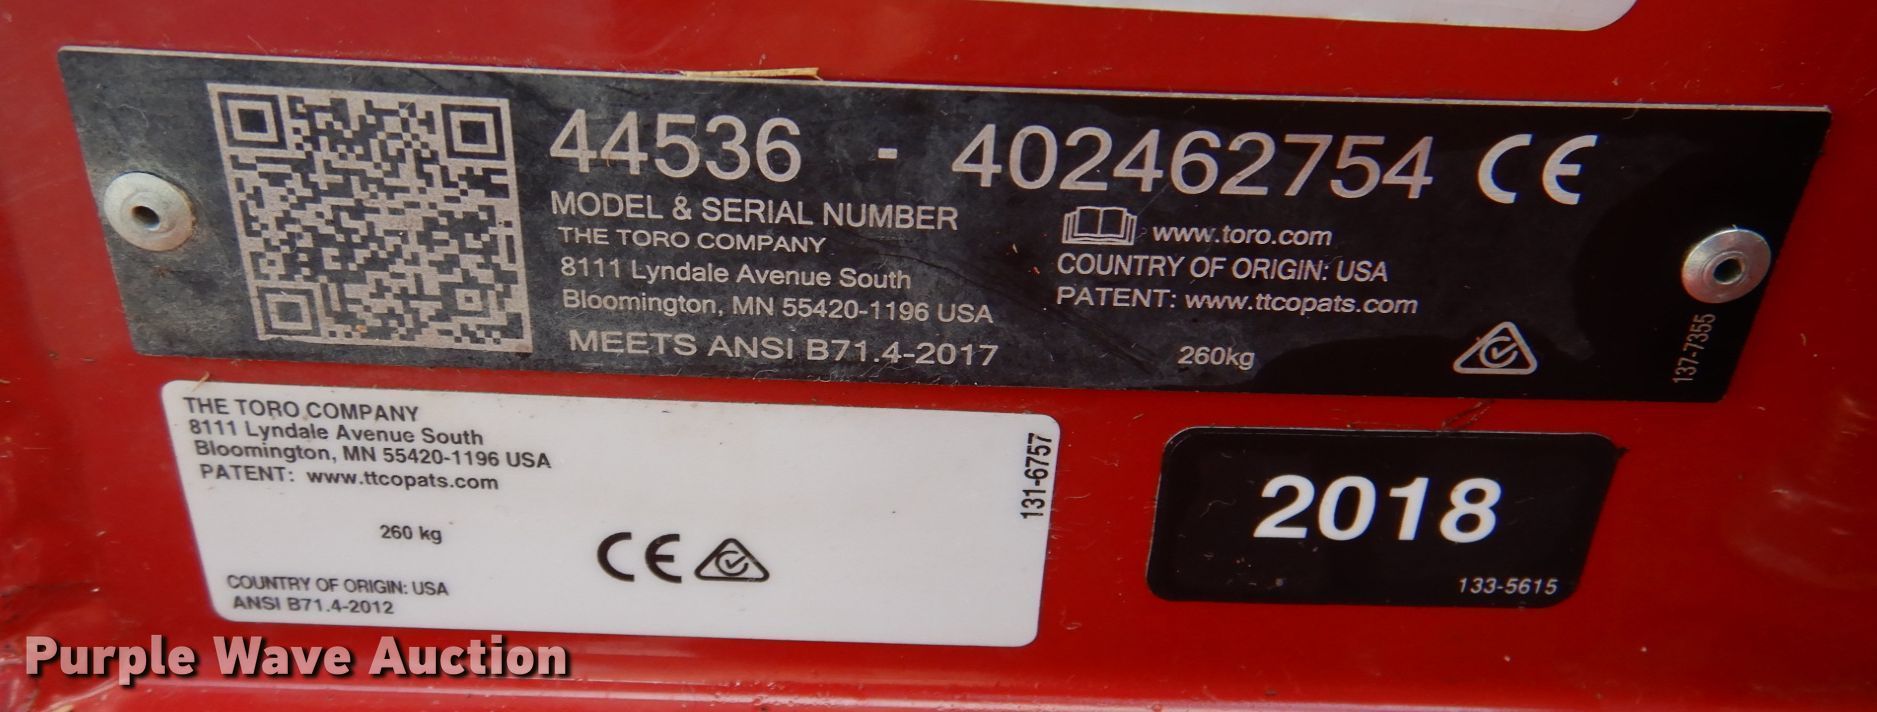 44536 - 402462754 CE
MODEL & SERIAL NUMBER
THE TORO COMPANY
8111 Lyndale Avenue South
Bloomington, MN 55420-1196 USA
MEETS ANSI B71.4-2017
www.toro.com
COUNTRY OF ORIGIN: USA
PATENT: www.ttcopats.com
260kg
137-7355
THE TORO COMPANY
8111 Lyndale Avenue South
Bloomington, MN 55420-1196 USA
PATENT: www.ttcopats.com
260 kg
CE
COUNTRY OF ORIGIN: USA
ANSI B71.4-2012
131-6757
2018
133-5615
Purple Wave Auction